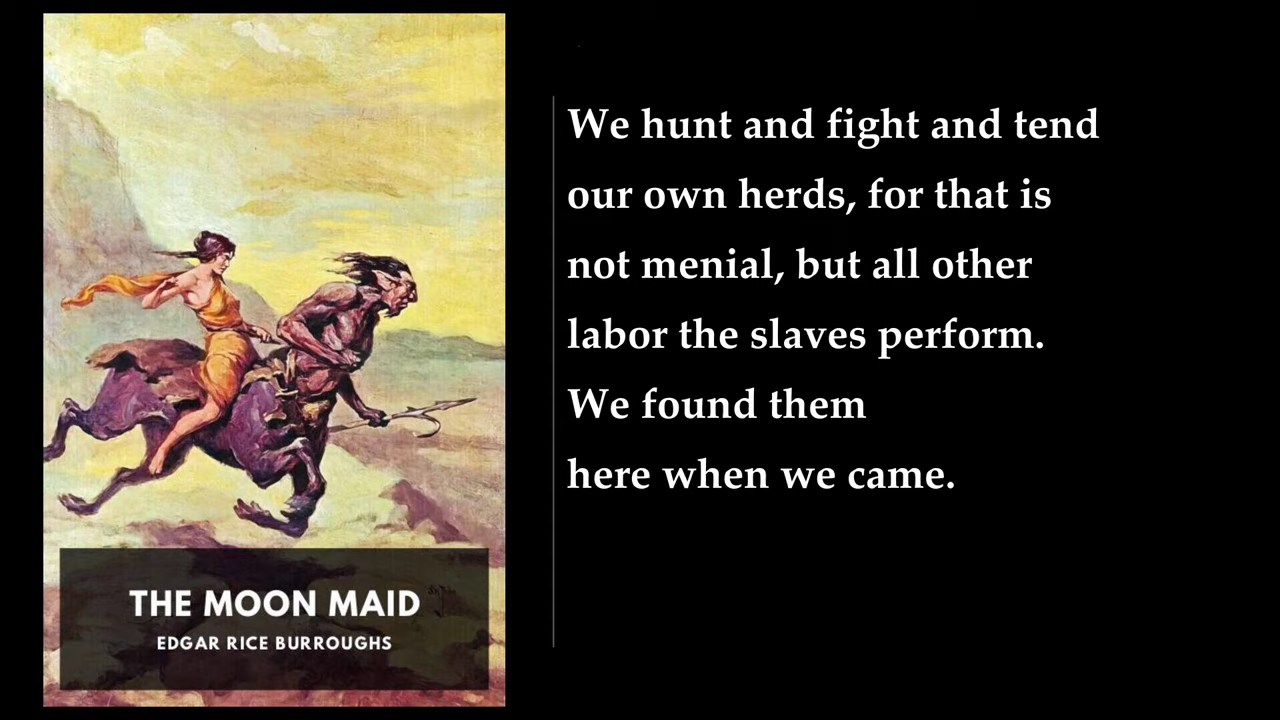 THE MOON MAID
EDGAR RICE BURROUGHS
We hunt and fight and tend
our own herds, for that is
not menial, but all other
labor the slaves perform.
We found them
here when we came.